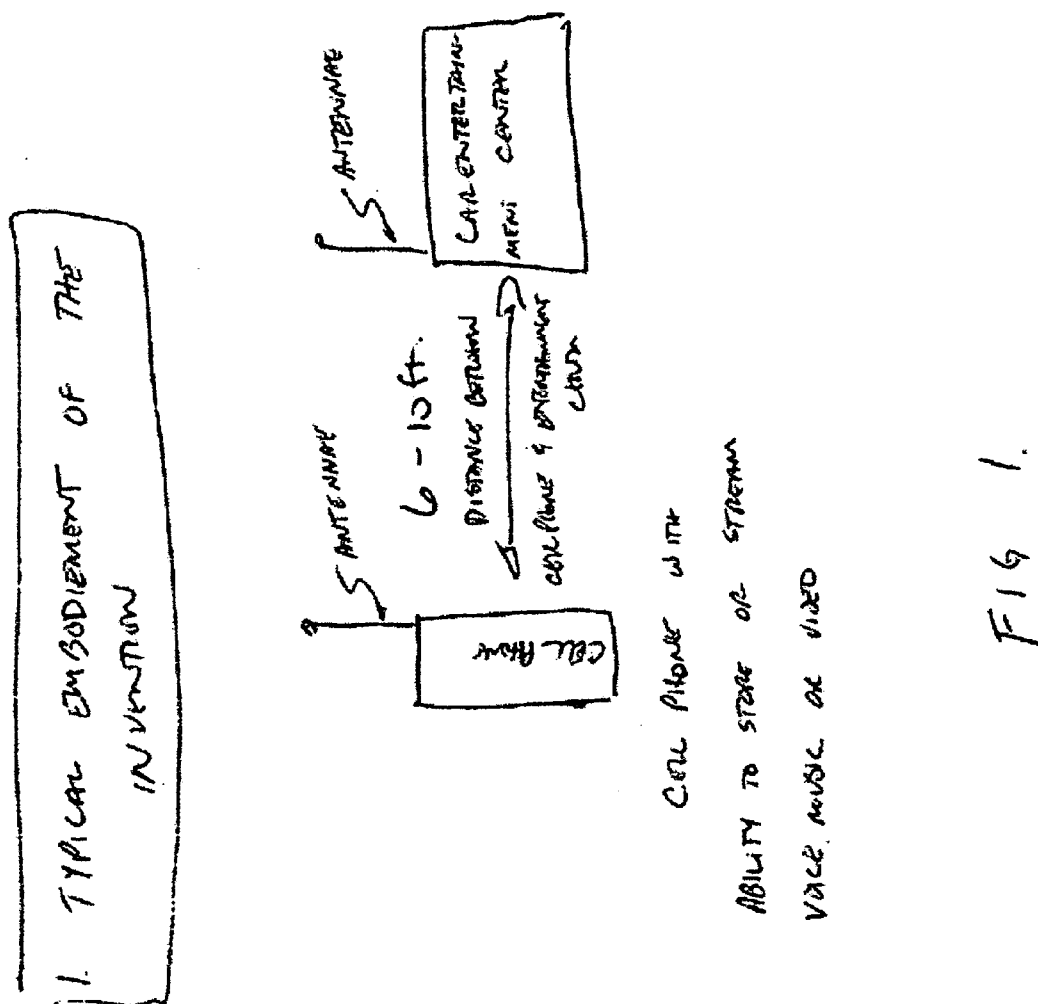 1. TYPICAL EMBODIEMENT OF THE
INVENTION
ANTENNAE
ANTENNAE
6 - 10 ft.
DISTANCE BETWEEN
CELL PHONE & ENTERTAINMENT
CENTER
CELL PHONE
CAR ENTERTAIN-
MENT CENTER
CELL PHONE WITH
ABILITY TO STORE OR STREAM
VOICE, MUSIC OR VIDEO
FIG 1.